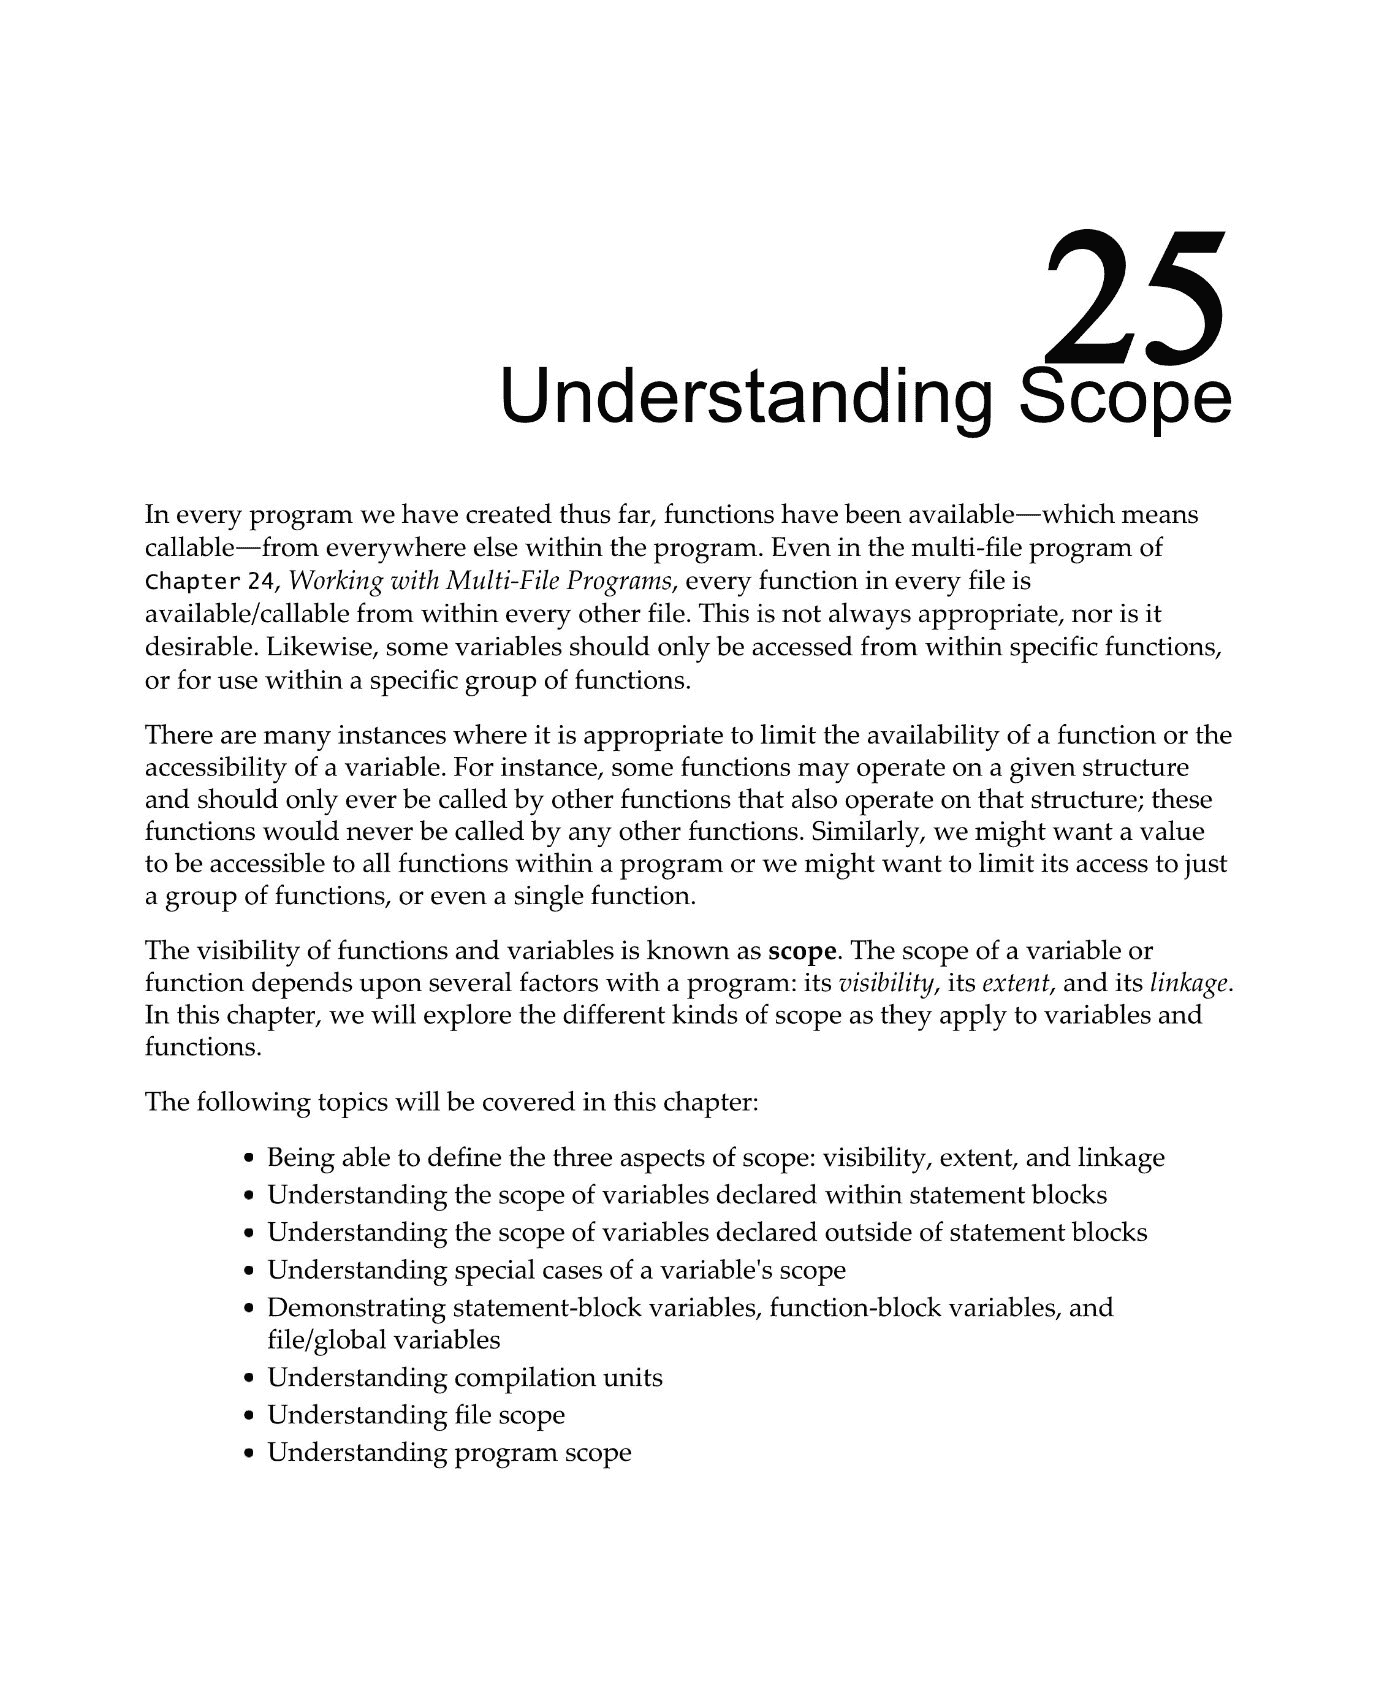 25
Understanding Scope
In every program we have created thus far, functions have been available—which means
callable—from everywhere else within the program. Even in the multi-file program of
Chapter 24, Working with Multi-File Programs, every function in every file is
available/callable from within every other file. This is not always appropriate, nor is it
desirable. Likewise, some variables should only be accessed from within specific functions,
or for use within a specific group of functions.
There are many instances where it is appropriate to limit the availability of a function or the
accessibility of a variable. For instance, some functions may operate on a given structure
and should only ever be called by other functions that also operate on that structure; these
functions would never be called by any other functions. Similarly, we might want a value
to be accessible to all functions within a program or we might want to limit its access to just
a group of functions, or even a single function.
The visibility of functions and variables is known as scope. The scope of a variable or
function depends upon several factors with a program: its visibility, its extent, and its linkage.
In this chapter, we will explore the different kinds of scope as they apply to variables and
functions.
The following topics will be covered in this chapter:
• Being able to define the three aspects of scope: visibility, extent, and linkage
• Understanding the scope of variables declared within statement blocks
• Understanding the scope of variables declared outside of statement blocks
• Understanding special cases of a variable's scope
• Demonstrating statement-block variables, function-block variables, and
file/global variables
• Understanding compilation units
• Understanding file scope
• Understanding program scope